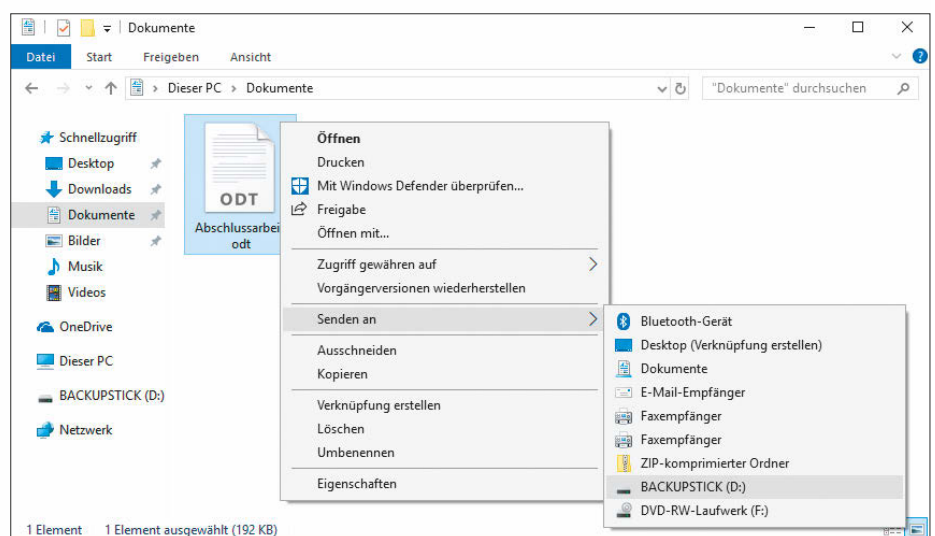 Dokumente
Datei Start Freigeben Ansicht
Dieser PC > Dokumente
"Dokumente" durchsuchen
Schnellzugriff
Desktop
Downloads
Dokumente
Bilder
Musik
Videos
OneDrive
Dieser PC
BACKUPSTICK (D:)
Netzwerk
ODT
Abschlussarbei
odt
Öffnen
Drucken
Mit Windows Defender überprüfen...
Freigabe
Öffnen mit...
Zugriff gewähren auf
Vorgängerversionen wiederherstellen
Senden an
Ausschneiden
Kopieren
Verknüpfung erstellen
Löschen
Umbenennen
Eigenschaften
Bluetooth-Gerät
Desktop (Verknüpfung erstellen)
Dokumente
E-Mail-Empfänger
Faxempfänger
Faxempfänger
ZIP-komprimierter Ordner
BACKUPSTICK (D:)
DVD-RW-Laufwerk (F:)
1 Element 1 Element ausgewählt (192 KB)